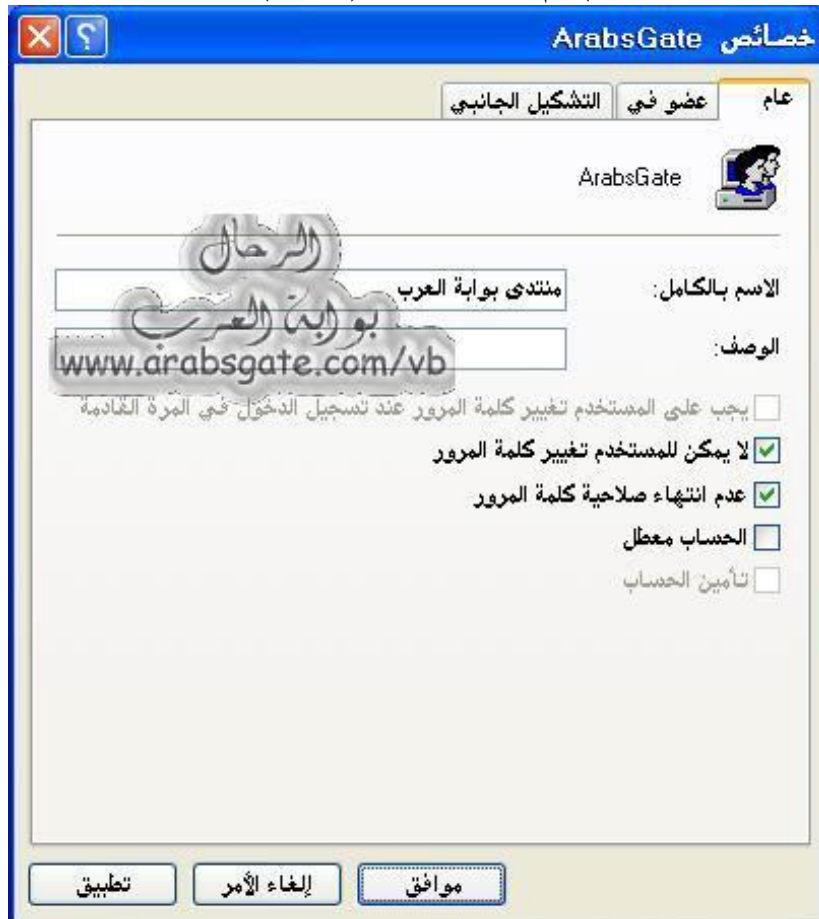 خصائص ArabsGate
عام
عضو في
التشكيل الجانبي
ArabsGate
الرحال
الاسم بالكامل:
منتدى بوابة العرب
بوابة العرب
الوصف:
www.arabsgate.com/vb
يجب على المستخدم تغيير كلمة المرور عند تسجيل الدخول في المرة القادمة
لا يمكن للمستخدم تغيير كلمة المرور
عدم انتهاء صلاحية كلمة المرور
الحساب معطل
تأمين الحساب
موافق
إلغاء الأمر
تطبيق